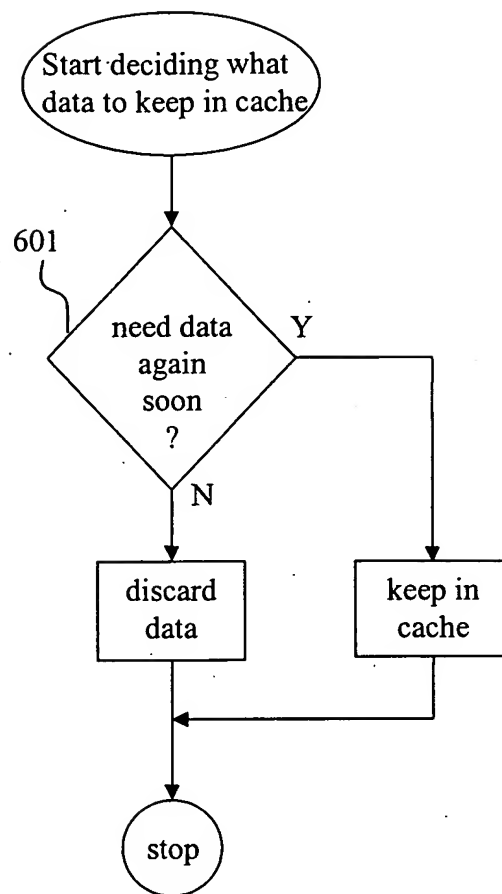 Start deciding what
data to keep in cache
601
need data
again
soon
?
Y
N
discard
data
keep in
cache
stop